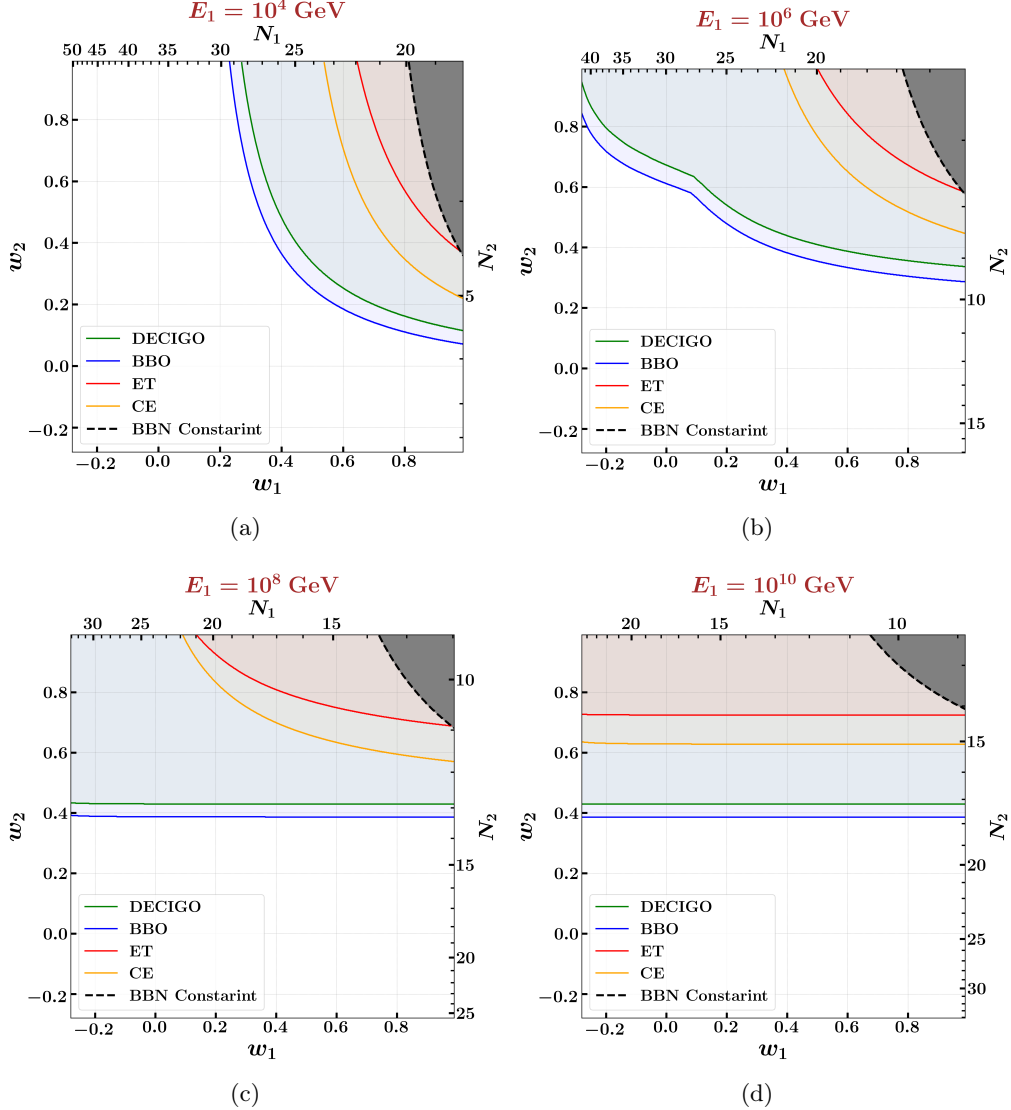 E₁ = 10⁴ GeV
N₁
50 45 40 35 30 25 20
w₂
0.8
0.6
0.4
0.2
0.0
−0.2
N₂
5
DECIGO
BBO
ET
CE
BBN Constarint
−0.2 0.0 0.2 0.4 0.6 0.8
w₁
(a)
E₁ = 10⁶ GeV
N₁
40 35 30 25 20
w₂
0.8
0.6
0.4
0.2
0.0
−0.2
N₂
10
15
DECIGO
BBO
ET
CE
BBN Constarint
−0.2 0.0 0.2 0.4 0.6 0.8
w₁
(b)
E₁ = 10⁸ GeV
N₁
30 25 20 15
w₂
0.8
0.6
0.4
0.2
0.0
−0.2
N₂
10
15
20
25
DECIGO
BBO
ET
CE
BBN Constarint
−0.2 0.0 0.2 0.4 0.6 0.8
w₁
(c)
E₁ = 10¹⁰ GeV
N₁
20 15 10
w₂
0.8
0.6
0.4
0.2
0.0
−0.2
N₂
15
20
25
30
DECIGO
BBO
ET
CE
BBN Constarint
−0.2 0.0 0.2 0.4 0.6 0.8
w₁
(d)